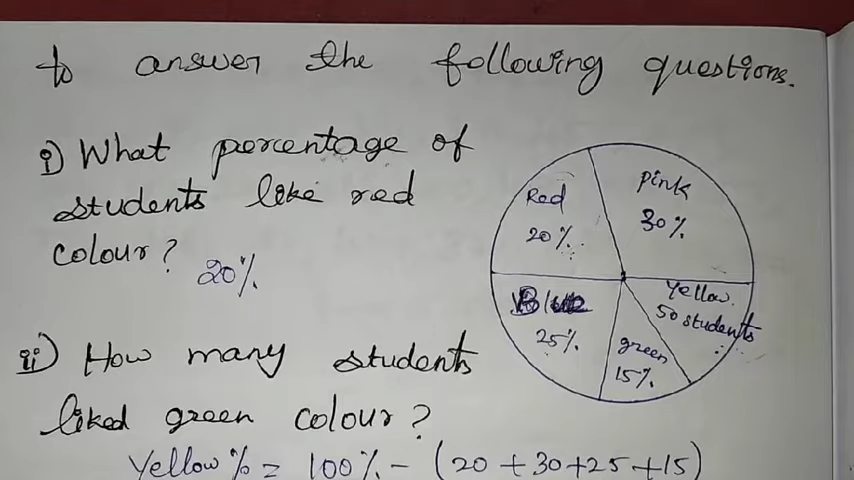 to answer the following questions.
i) What percentage of
students like red
colour?
20%
Red
20%
Pink
30%
Yellow.
50 students
Blue
25%
green
15%
ii) How many students
liked green colour?
Yellow % = 100% - (20 + 30 + 25 + 15)